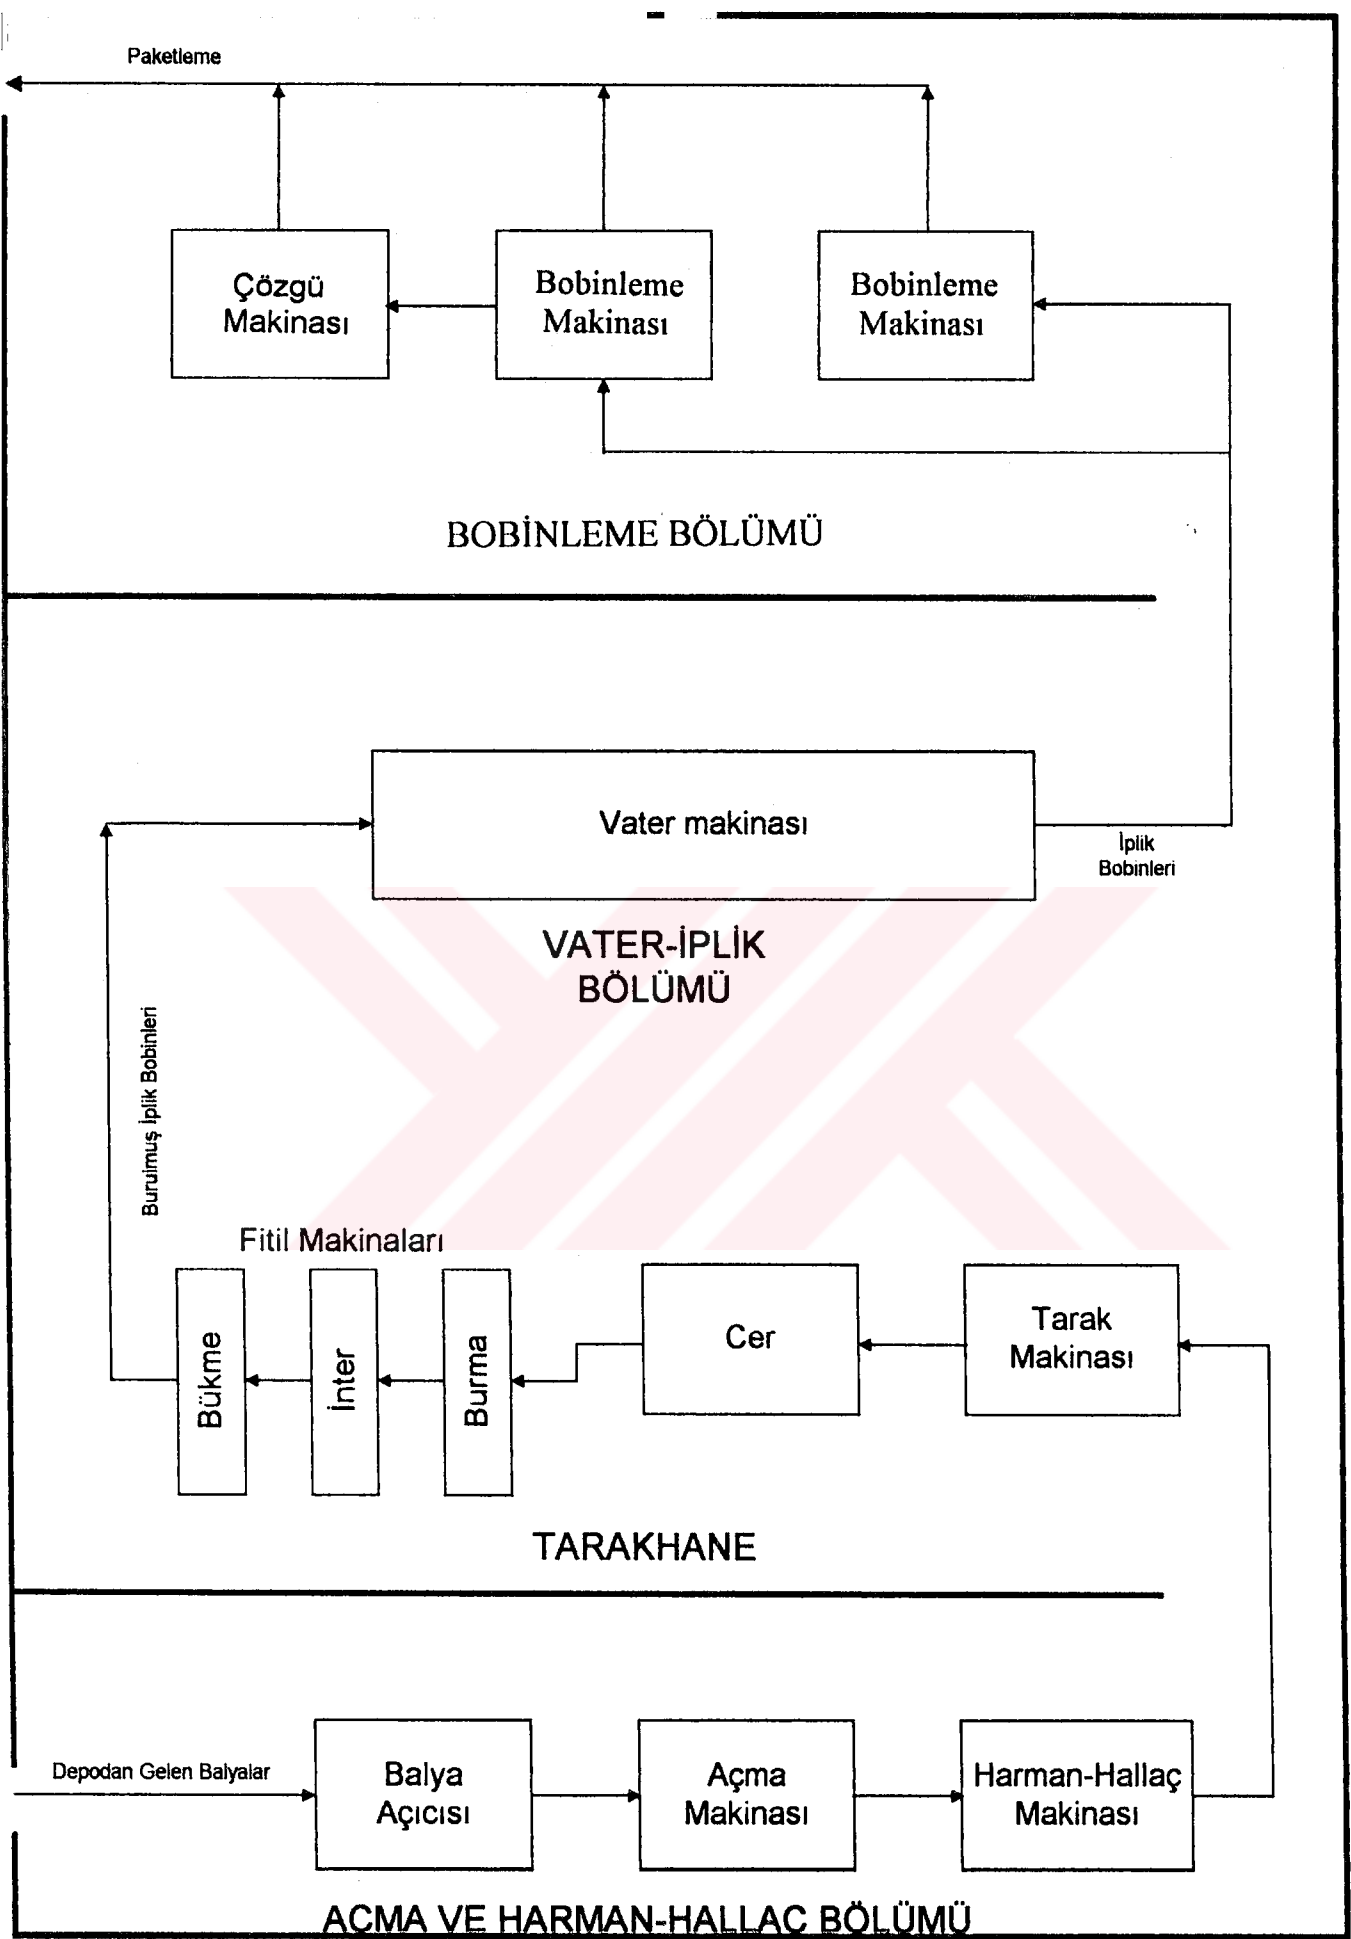 Paketleme
Çözgü
Makinası
Bobinleme
Makinası
Bobinleme
Makinası
BOBİNLEME BÖLÜMÜ
Vater makinası
İplik
Bobinleri
VATER-İPLİK
BÖLÜMÜ
Burulmuş İplik Bobinleri
Fitil Makinaları
Bükme
İnter
Burma
Cer
Tarak
Makinası
TARAKHANE
Depodan Gelen Balyalar
Balya
Açıcısı
Açma
Makinası
Harman-Hallaç
Makinası
AÇMA VE HARMAN-HALLAÇ BÖLÜMÜ